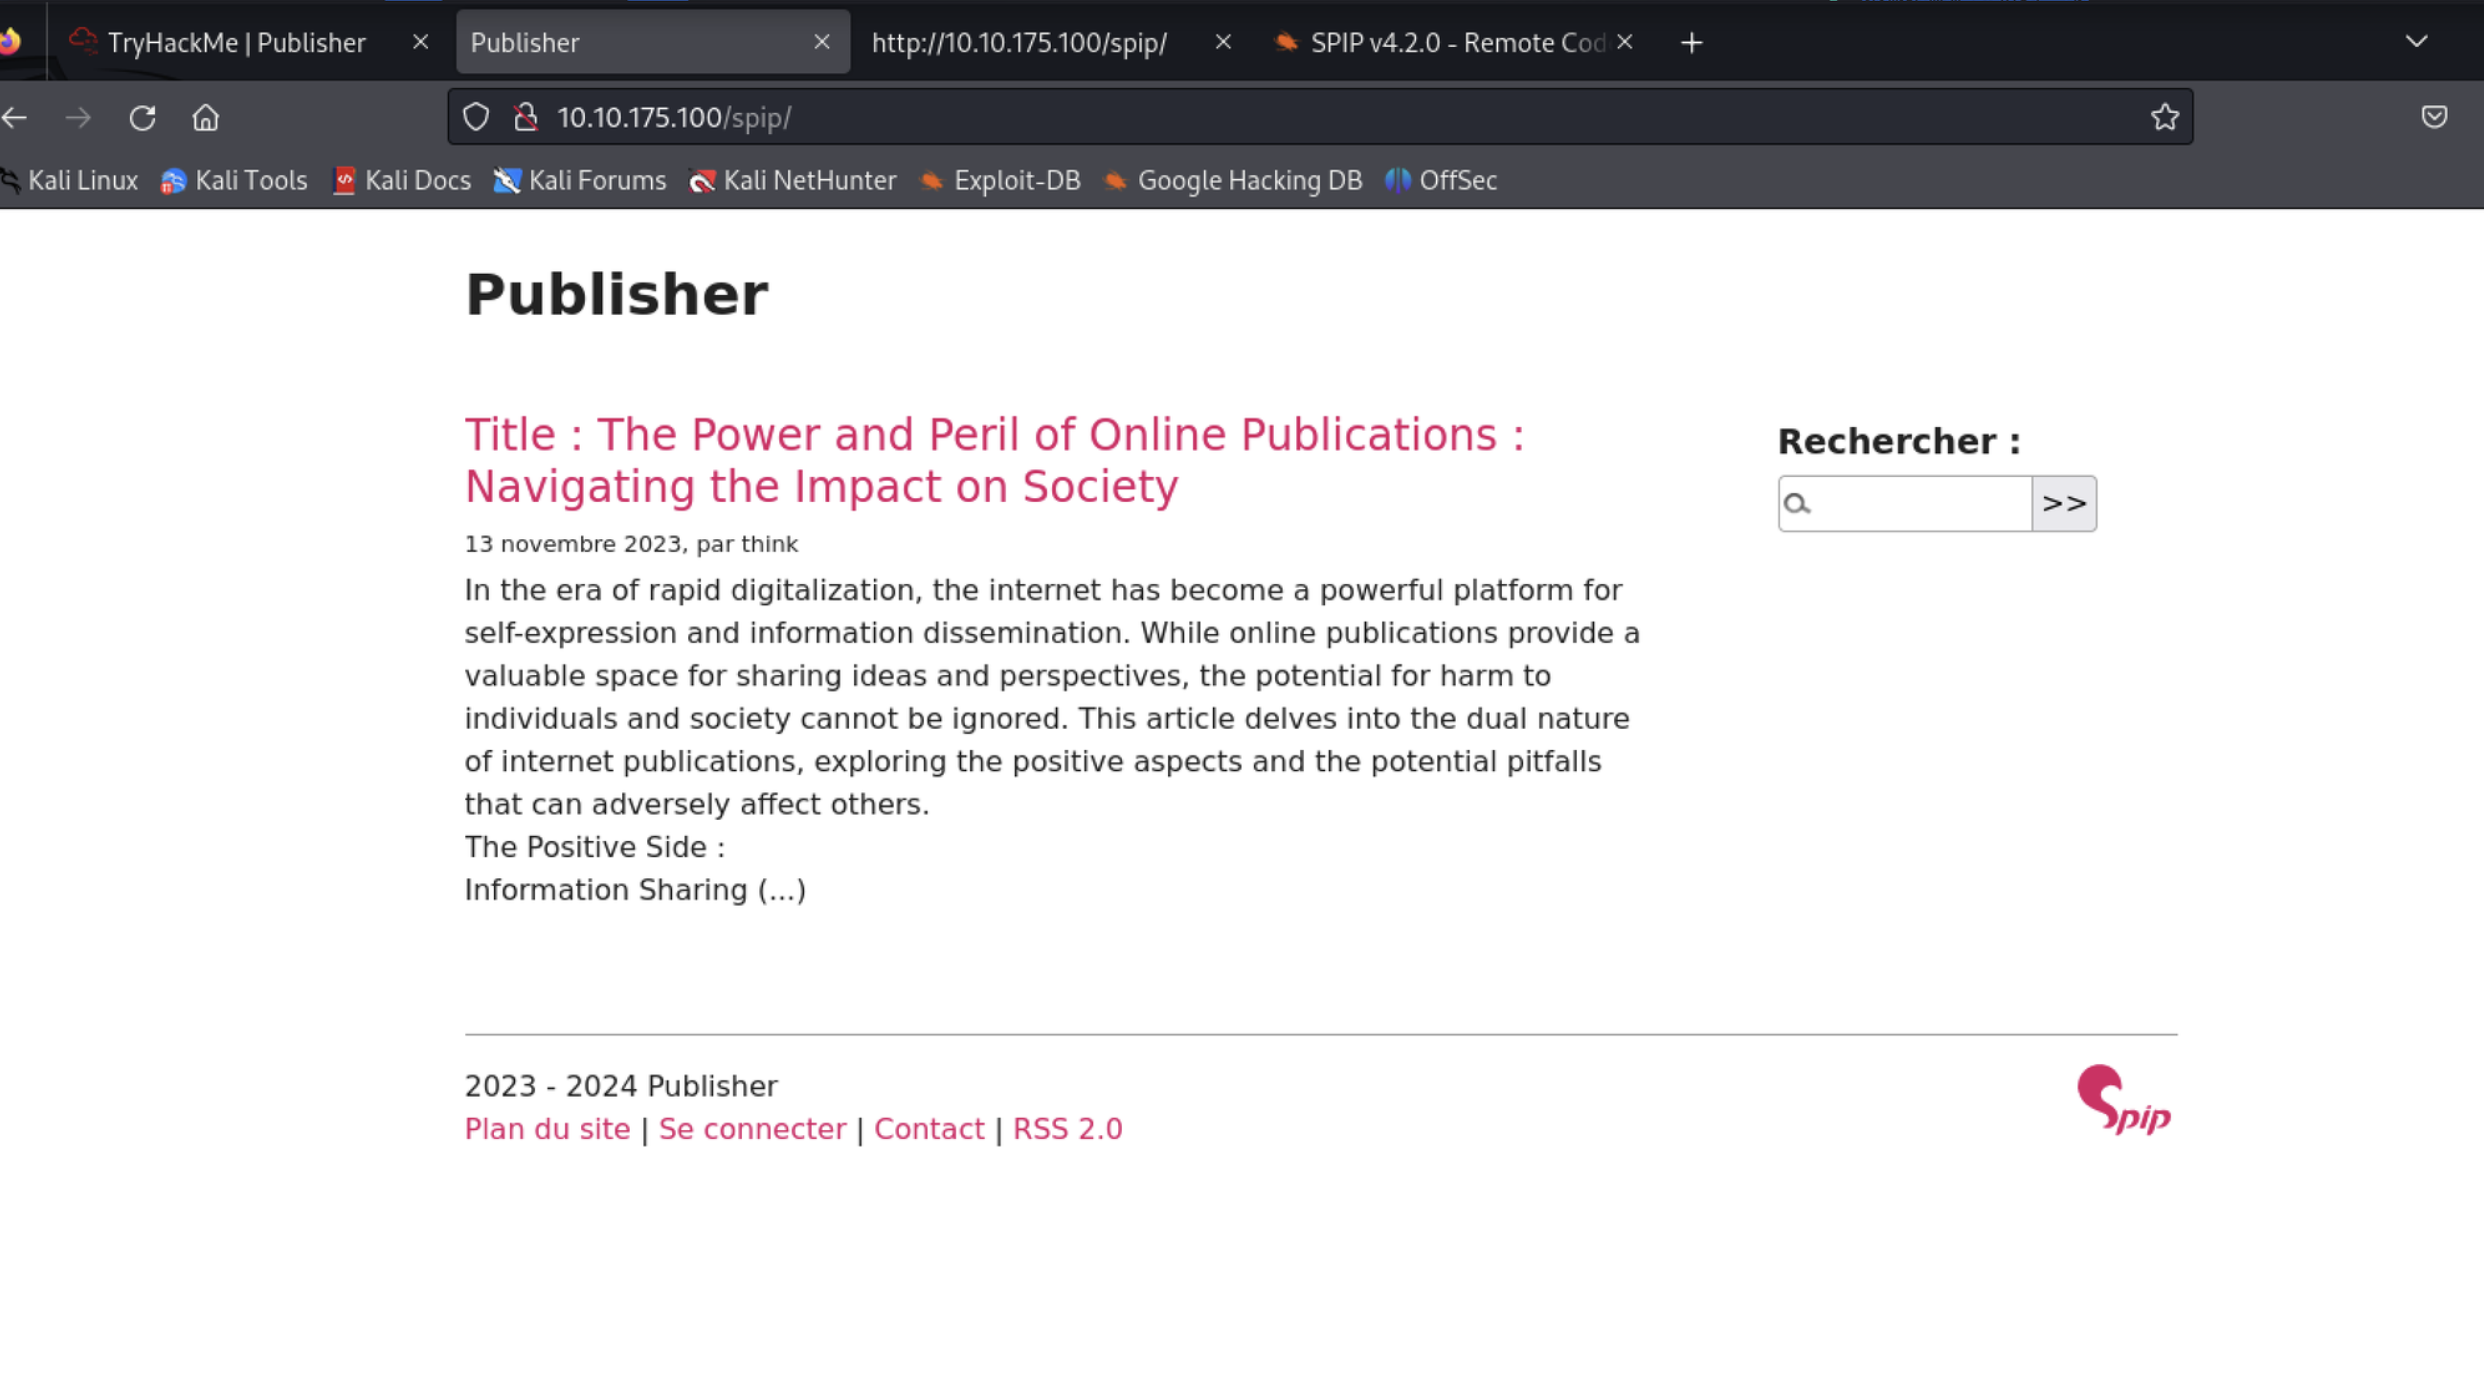 TryHackMe | Publisher
Publisher
http://10.10.175.100/spip/
SPIP v4.2.0 - Remote Cod
10.10.175.100/spip/
Kali Linux Kali Tools Kali Docs Kali Forums Kali NetHunter Exploit-DB Google Hacking DB OffSec
Publisher
Title : The Power and Peril of Online Publications :
Navigating the Impact on Society
13 novembre 2023, par think
In the era of rapid digitalization, the internet has become a powerful platform for
self-expression and information dissemination. While online publications provide a
valuable space for sharing ideas and perspectives, the potential for harm to
individuals and society cannot be ignored. This article delves into the dual nature
of internet publications, exploring the positive aspects and the potential pitfalls
that can adversely affect others.
The Positive Side :
Information Sharing (...)
Rechercher :
>>
2023 - 2024 Publisher
Plan du site | Se connecter | Contact | RSS 2.0
Spip